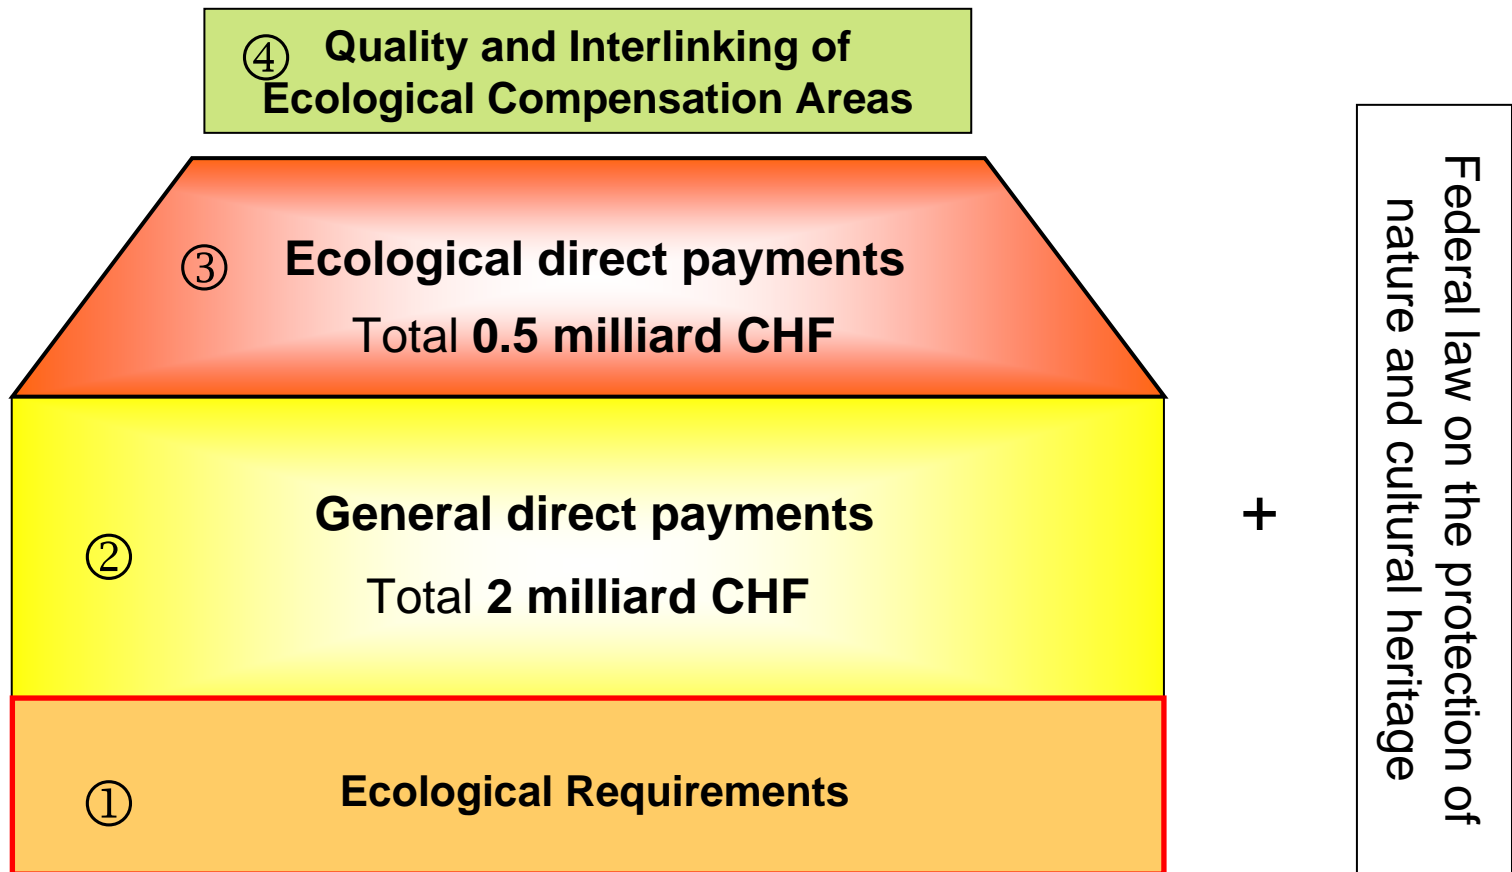 ④ Quality and Interlinking of
Ecological Compensation Areas
③ Ecological direct payments
Total 0.5 milliard CHF
② General direct payments
Total 2 milliard CHF
① Ecological Requirements
+
Federal law on the protection of
nature and cultural heritage